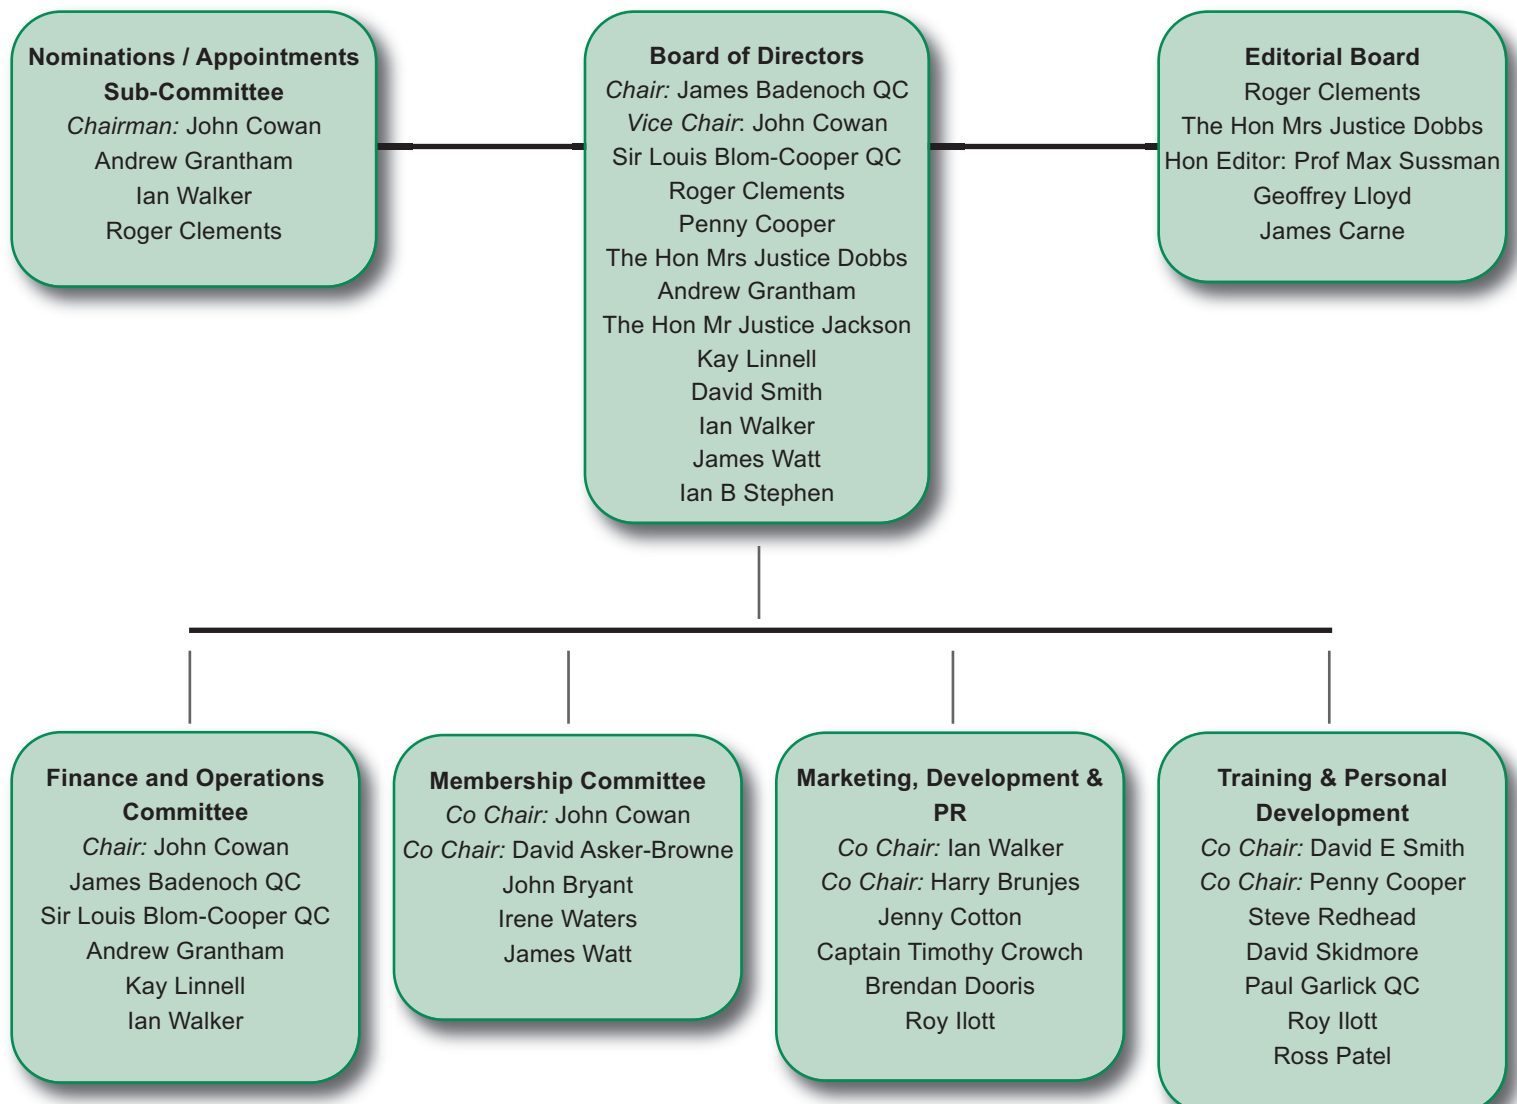 Nominations / Appointments
Sub-Committee
Chairman: John Cowan
Andrew Grantham
Ian Walker
Roger Clements
Board of Directors
Chair: James Badenoch QC
Vice Chair: John Cowan
Sir Louis Blom-Cooper QC
Roger Clements
Penny Cooper
The Hon Mrs Justice Dobbs
Andrew Grantham
The Hon Mr Justice Jackson
Kay Linnell
David Smith
Ian Walker
James Watt
Ian B Stephen
Editorial Board
Roger Clements
The Hon Mrs Justice Dobbs
Hon Editor: Prof Max Sussman
Geoffrey Lloyd
James Carne
Finance and Operations
Committee
Chair: John Cowan
James Badenoch QC
Sir Louis Blom-Cooper QC
Andrew Grantham
Kay Linnell
Ian Walker
Membership Committee
Co Chair: John Cowan
Co Chair: David Asker-Browne
John Bryant
Irene Waters
James Watt
Marketing, Development &
PR
Co Chair: Ian Walker
Co Chair: Harry Brunjes
Jenny Cotton
Captain Timothy Crowch
Brendan Dooris
Roy Ilott
Training & Personal
Development
Co Chair: David E Smith
Co Chair: Penny Cooper
Steve Redhead
David Skidmore
Paul Garlick QC
Roy Ilott
Ross Patel